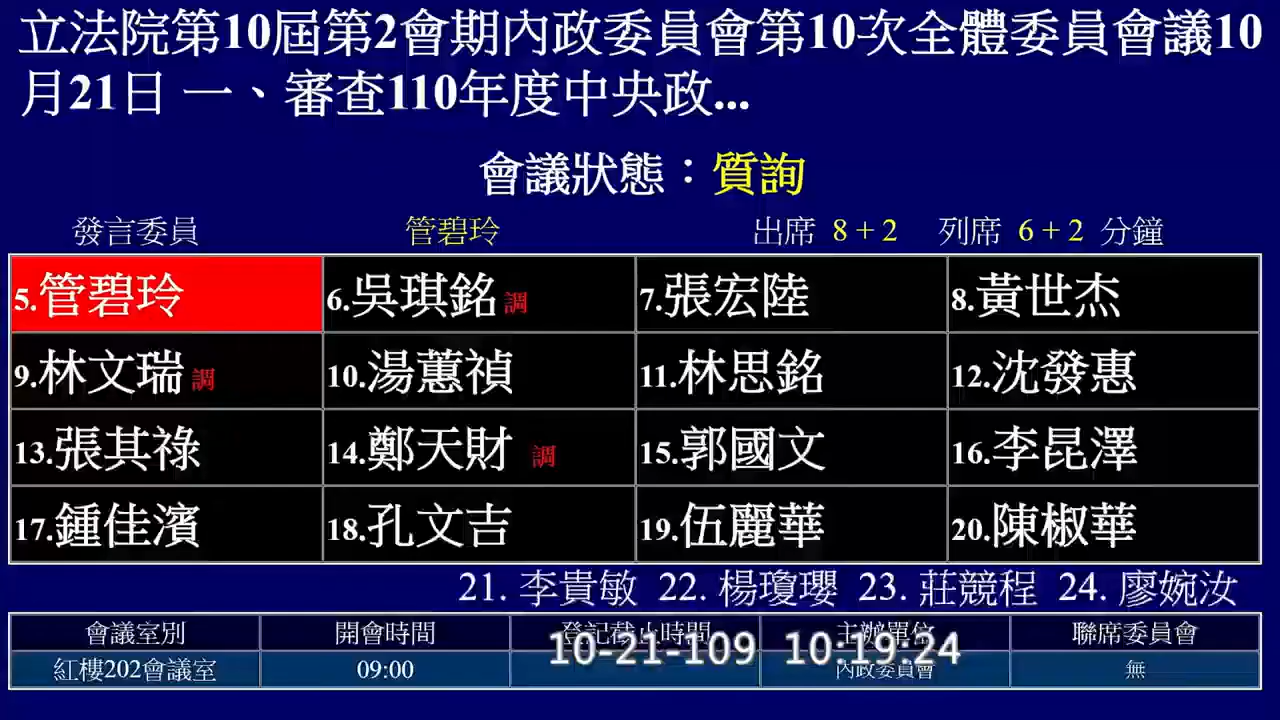 立法院第10屆第2會期內政委員會第10次全體委員會議10
月21日 一、審查110年度中央政...
會議狀態：質詢
發言委員 管碧玲 出席 8 + 2 列席 6 + 2 分鐘
5.管碧玲 6.吳琪銘 調 7.張宏陸 8.黃世杰
9.林文瑞 調 10.湯蕙禎 11.林思銘 12.沈發惠
13.張其祿 14.鄭天財 調 15.郭國文 16.李昆澤
17.鍾佳濱 18.孔文吉 19.伍麗華 20.陳椒華
21. 李貴敏 22. 楊瓊瓔 23. 莊競程 24. 廖婉汝
會議室別 開會時間 登記截止時間 主辦單位 聯席委員會
10-21-109 10:19:24
紅樓202會議室 09:00 內政委員會 無